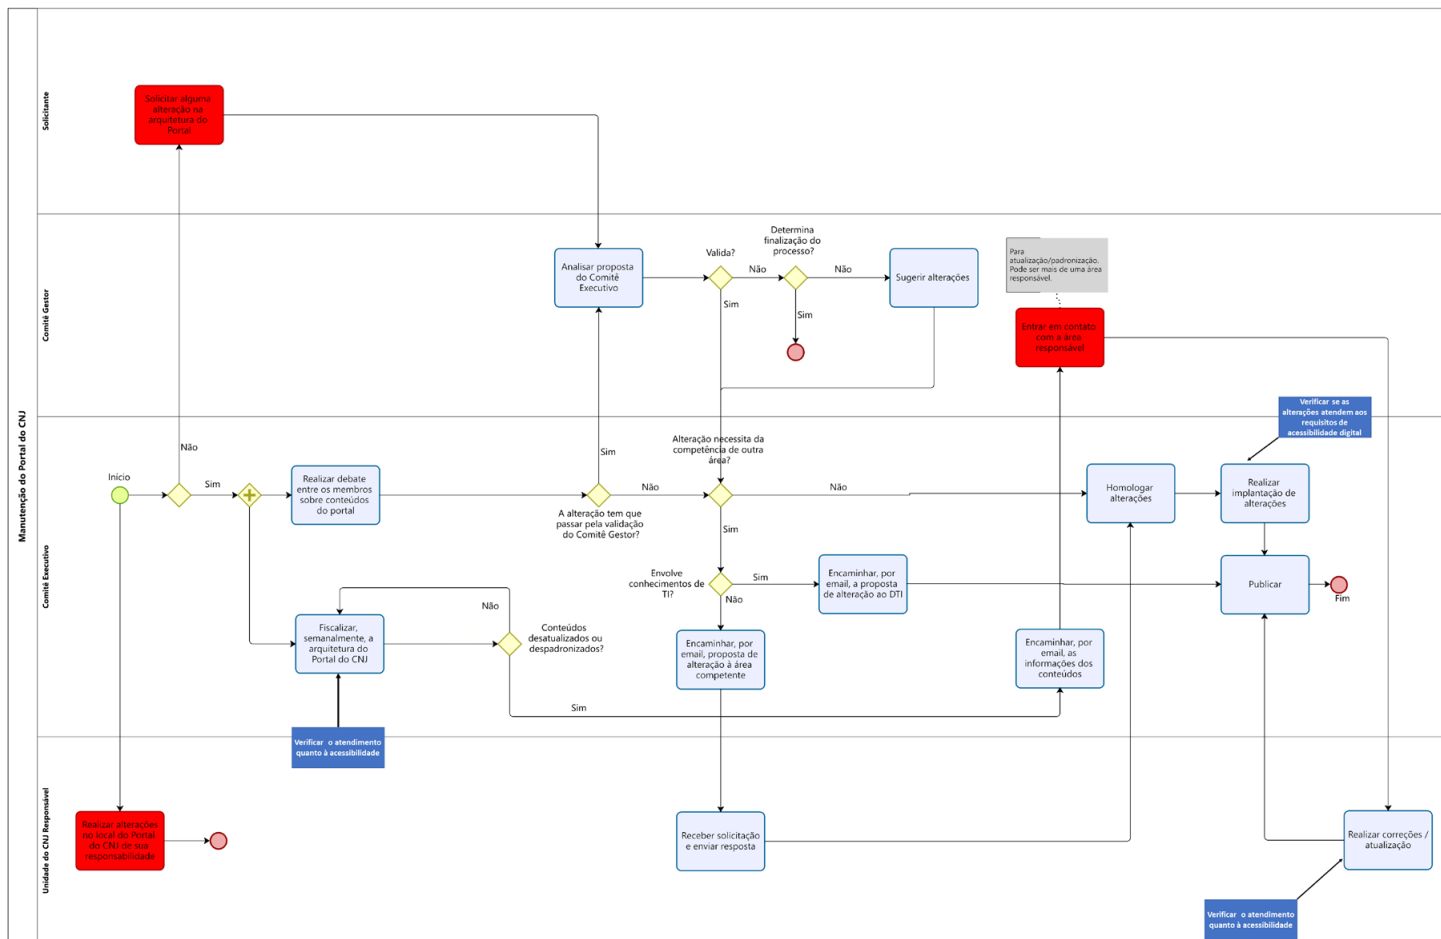 Manutenção do Portal do CNJ
Solicitante
Solicitar alguma
alteração na
arquitetura do
Portal
Comitê Gestor
Analisar proposta
do Comitê
Executivo
Valida?
Não
Sim
Determina
finalização do
processo?
Não
Sim
Sugerir alterações
Para
atualização/padronização.
Pode ser mais de uma área
responsável.
Entrar em contato
com a área
responsável
Comitê Executivo
Início
Não
Sim
Realizar debate
entre os membros
sobre conteúdos
do portal
Sim
Não
A alteração tem que
passar pela validação
do Comitê Gestor?
Alteração necessita da
competência de outra
área?
Não
Sim
Homologar
alterações
Verificar se as
alterações atendem aos
requisitos de
acessibilidade digital
Realizar
implantação de
alterações
Envolve
conhecimentos de
TI?
Sim
Não
Encaminhar, por
email, a proposta
de alteração ao DTI
Publicar
Fim
Fiscalizar,
semanalmente, a
arquitetura do
Portal do CNJ
Não
Conteúdos
desatualizados ou
despadronizados?
Sim
Encaminhar, por
email, proposta de
alteração à área
competente
Encaminhar, por
email, as
informações dos
conteúdos
Verificar o atendimento
quanto à acessibilidade
Unidade do CNJ Responsável
Realizar alterações
no local do Portal
do CNJ de sua
responsabilidade
Receber solicitação
e enviar resposta
Realizar correções /
atualização
Verificar o atendimento
quanto à acessibilidade